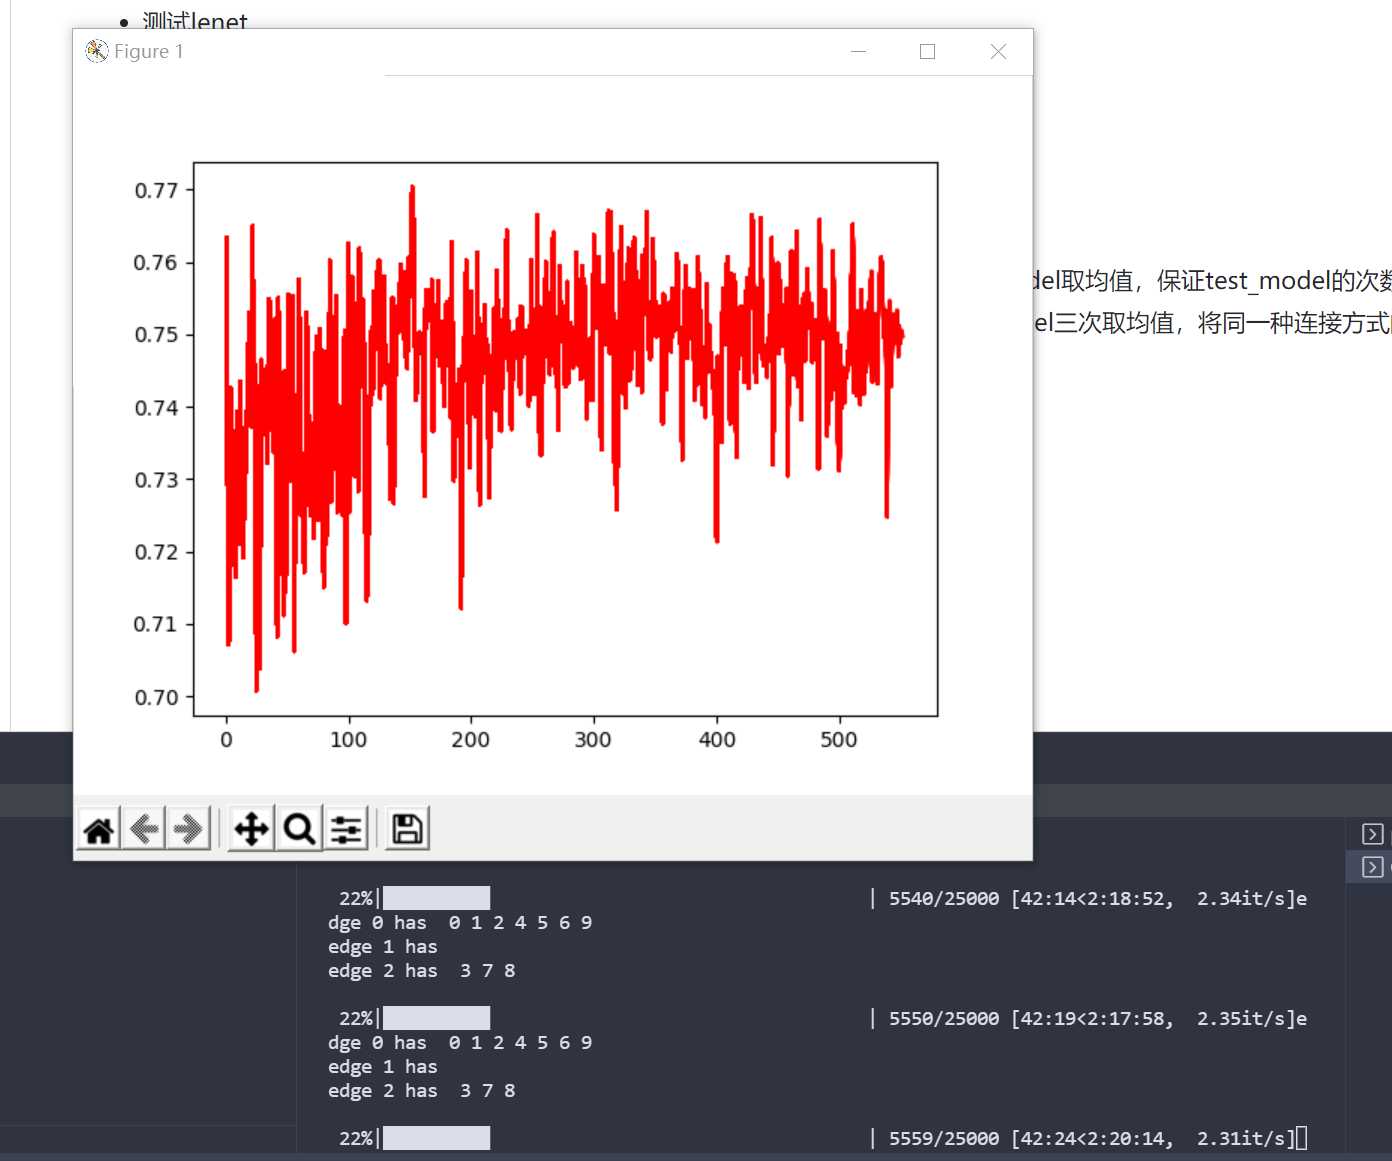 测试lenet
Figure 1
0.77
0.76
0.75
0.74
0.73
0.72
0.71
0.70
0 100 200 300 400 500
del取均值，保证test_model的次数
el三次取均值，将同一种连接方式
22%| | 5540/25000 [42:14<2:18:52, 2.34it/s]e
dge 0 has 0 1 2 4 5 6 9
edge 1 has
edge 2 has 3 7 8
22%| | 5550/25000 [42:19<2:17:58, 2.35it/s]e
dge 0 has 0 1 2 4 5 6 9
edge 1 has
edge 2 has 3 7 8
22%| | 5559/25000 [42:24<2:20:14, 2.31it/s]